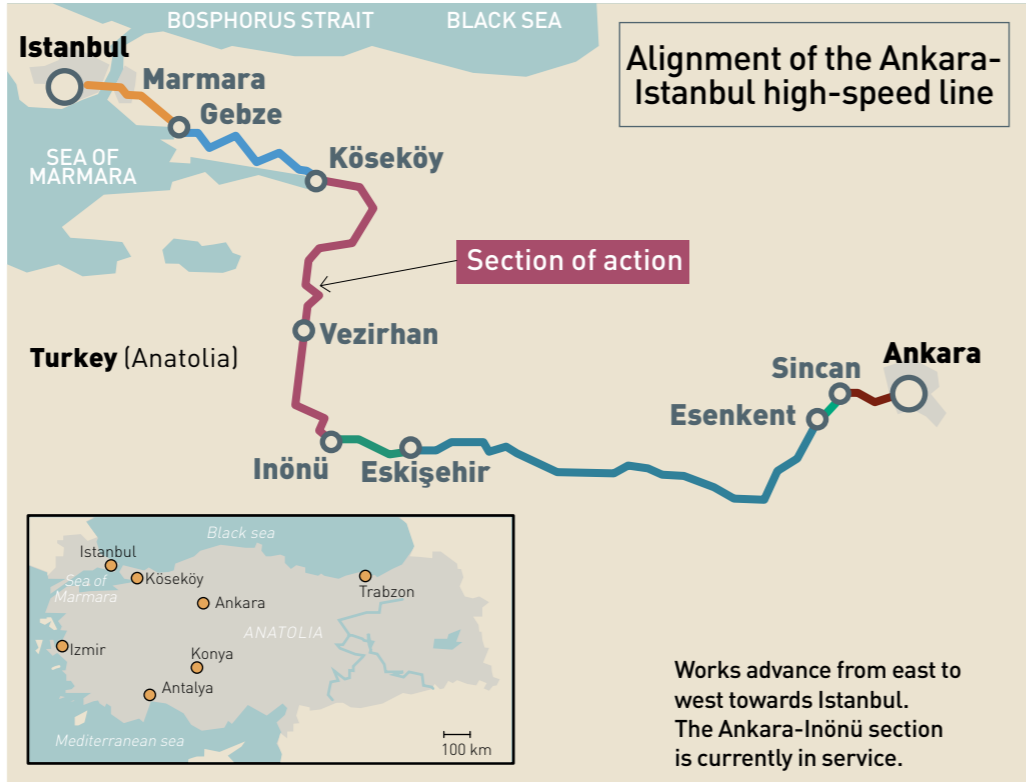 BOSPHORUS STRAIT
BLACK SEA
Alignment of the Ankara-
Istanbul high-speed line
Istanbul
Marmara
Gebze
SEA OF
MARMARA
Köseköy
Section of action
Vezirhan
Turkey (Anatolia)
Ankara
Sincan
Esenkent
Inönü
Eskişehir
Black sea
Istanbul
Sea of
Marmara
Köseköy
Trabzon
Ankara
ANATOLIA
Izmir
Konya
Antalya
Mediterranean sea
100 km
Works advance from east to
west towards Istanbul.
The Ankara-Inönü section
is currently in service.